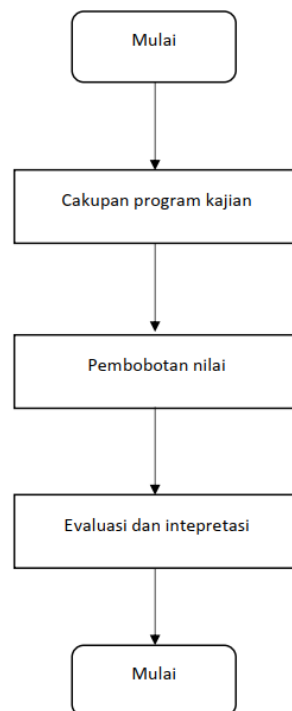 Mulai
Cakupan program kajian
Pembobotan nilai
Evaluasi dan intepretasi
Mulai